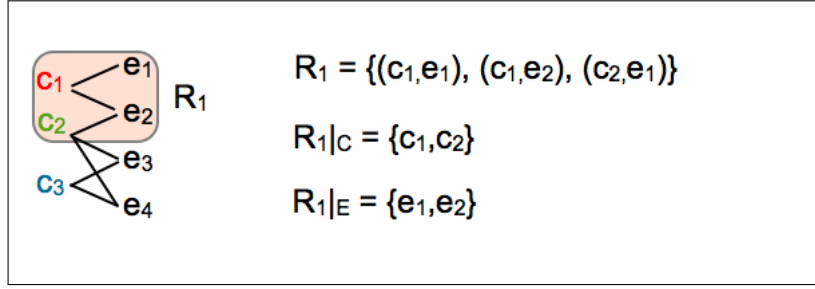 c₁ e₁
e₂
c₂
R₁
e₃
c₃
e₄
R₁ = {(c₁,e₁), (c₁,e₂), (c₂,e₁)}
R₁|C = {c₁,c₂}
R₁|E = {e₁,e₂}